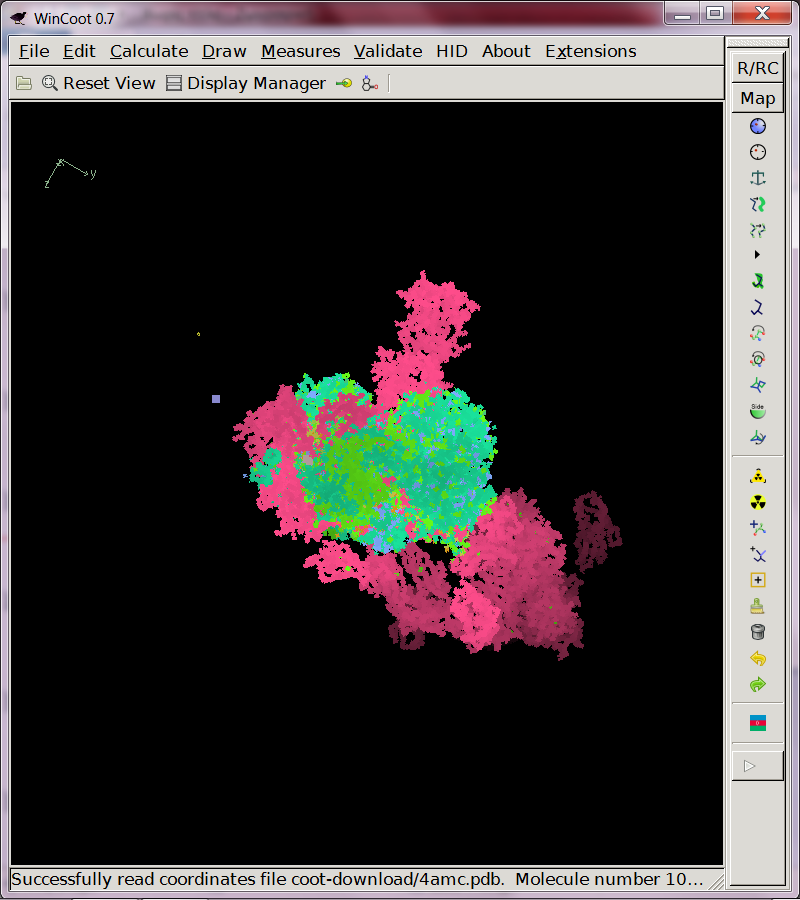 WinCoot 0.7
File Edit Calculate Draw Measures Validate HID About Extensions
Reset View Display Manager
R/RC
Map
x
y
z
Side
Successfully read coordinates file coot-download/4amc.pdb. Molecule number 10...